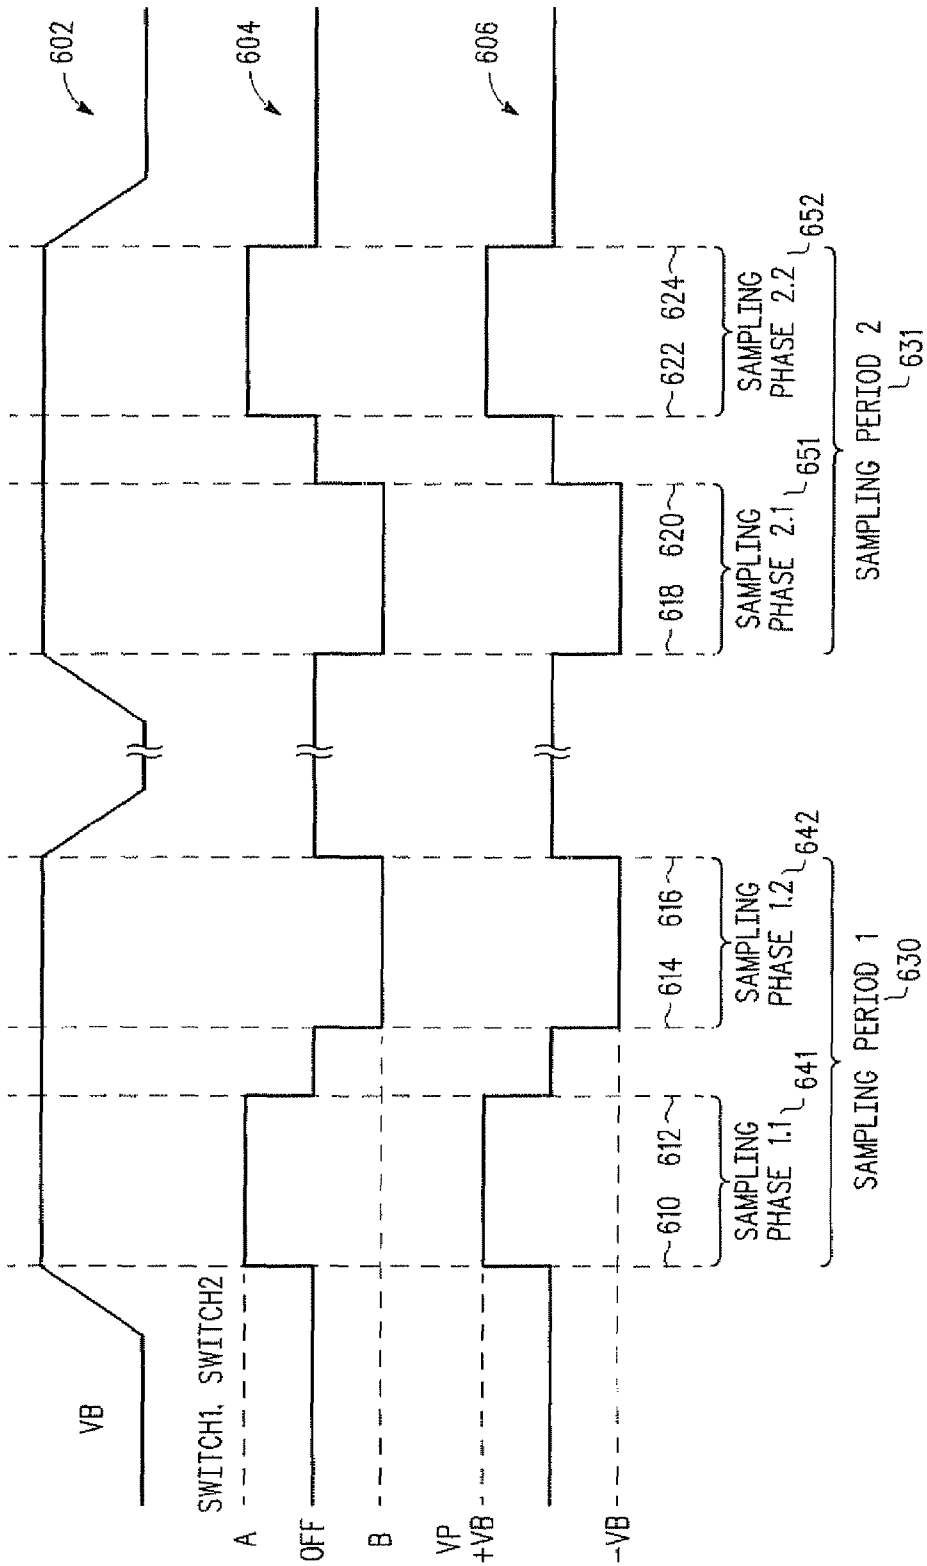 VB
602
SWITCH1, SWITCH2
A
OFF
B
604
VP
+VB
-VB
606
610 612
614 616
618 620
622 624
SAMPLING
PHASE 1.1
641
SAMPLING
PHASE 1.2
642
SAMPLING
PHASE 2.1
651
SAMPLING
PHASE 2.2
652
SAMPLING PERIOD 1
630
SAMPLING PERIOD 2
631